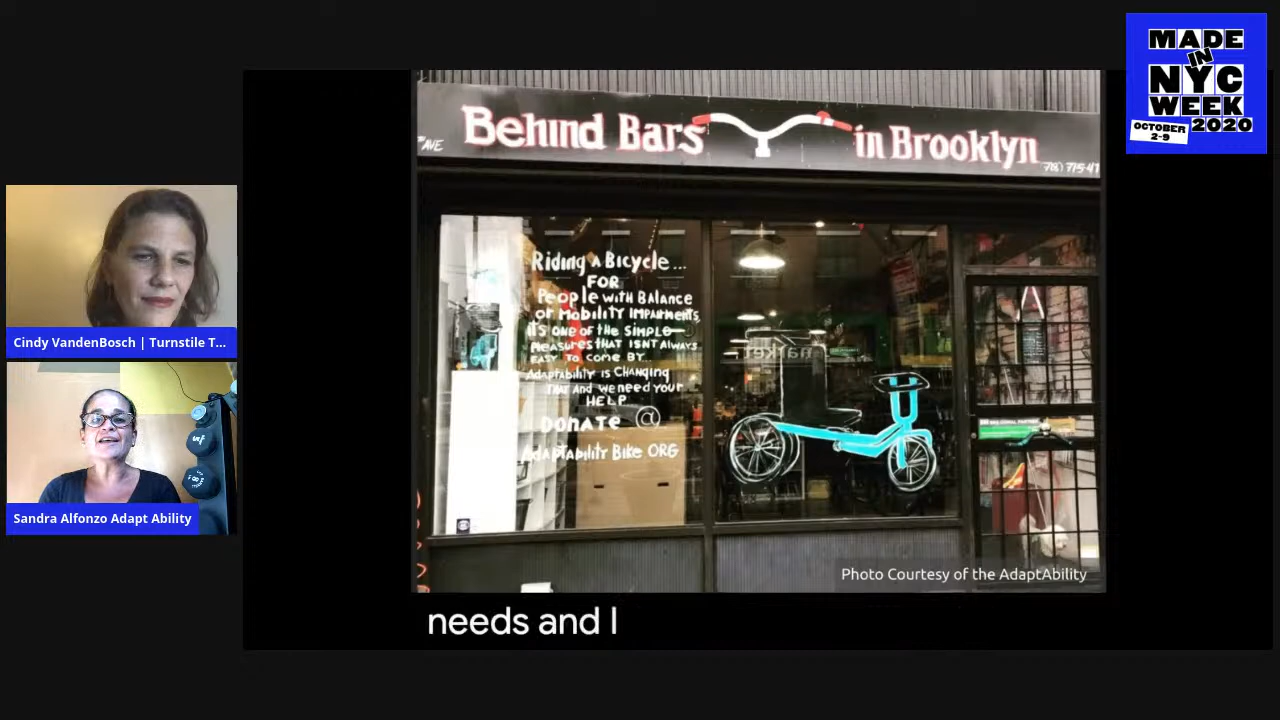 MADE
IN
NYC
WEEK
OCTOBER
2-9
2020
Behind Bars in Brooklyn
AVE
Riding A Bicycle...
FOR
People with Balance
or Mobility Impairments
it's one of the simple
Measures that isn't always
easy to come by...
Adaptability is changing
that and we need your
HELP
Donate @
AdaptAbility Bike ORG
Photo Courtesy of the AdaptAbility
Cindy VandenBosch | Turnstile T...
Sandra Alfonzo Adapt Ability
needs and I